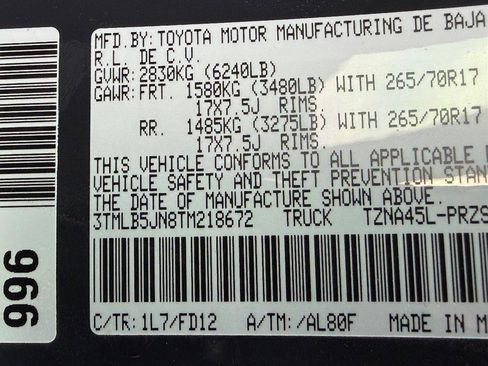 MFD.BY:TOYOTA MOTOR MANUFACTURING DE BAJA
R.L. DE C.V.
GVWR: 2830KG (6240LB)
GAWR: FRT. 1580KG (3480LB) WITH 265/70R17
17X7.5J RIMS.
RR. 1485KG (3275LB) WITH 265/70R17
17X7.5J RIMS.
THIS VEHICLE CONFORMS TO ALL APPLICABLE
VEHICLE SAFETY AND THEFT PREVENTION STAN
THE DATE OF MANUFACTURE SHOWN ABOVE.
3TMLB5JN8TM218672 TRUCK TZNA45L-PRZS
C/TR: 1L7/FD12 A/TM: /AL80F MADE IN M
996